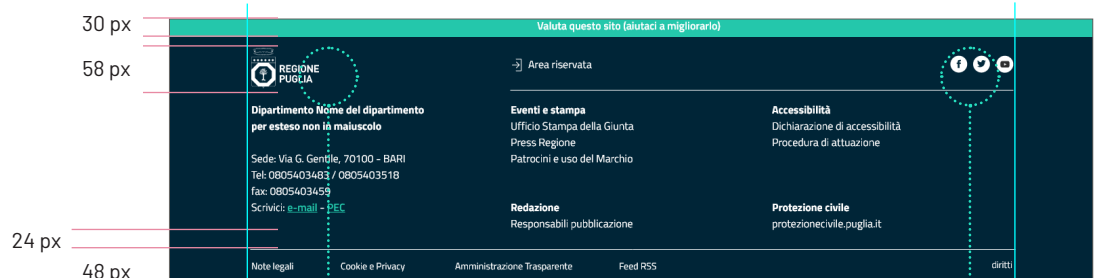 30 px
Valuta questo sito (aiutaci a migliorarlo)
58 px
REGIONE
PUGLIA
Area riservata
Dipartimento Nome del dipartimento
per esteso non in maiuscolo
Sede: Via G. Gentile, 70100 - BARI
Tel: 0805403483 / 0805403518
fax: 0805403459
Scrivici: e-mail - PEC
Eventi e stampa
Ufficio Stampa della Giunta
Press Regione
Patrocini e uso del Marchio
Redazione
Responsabili pubblicazione
Accessibilità
Dichiarazione di accessibilità
Procedura di attuazione
Protezione civile
protezionecivile.puglia.it
24 px
48 px
Note legali
Cookie e Privacy
Amministrazione Trasparente
Feed RSS
diritti